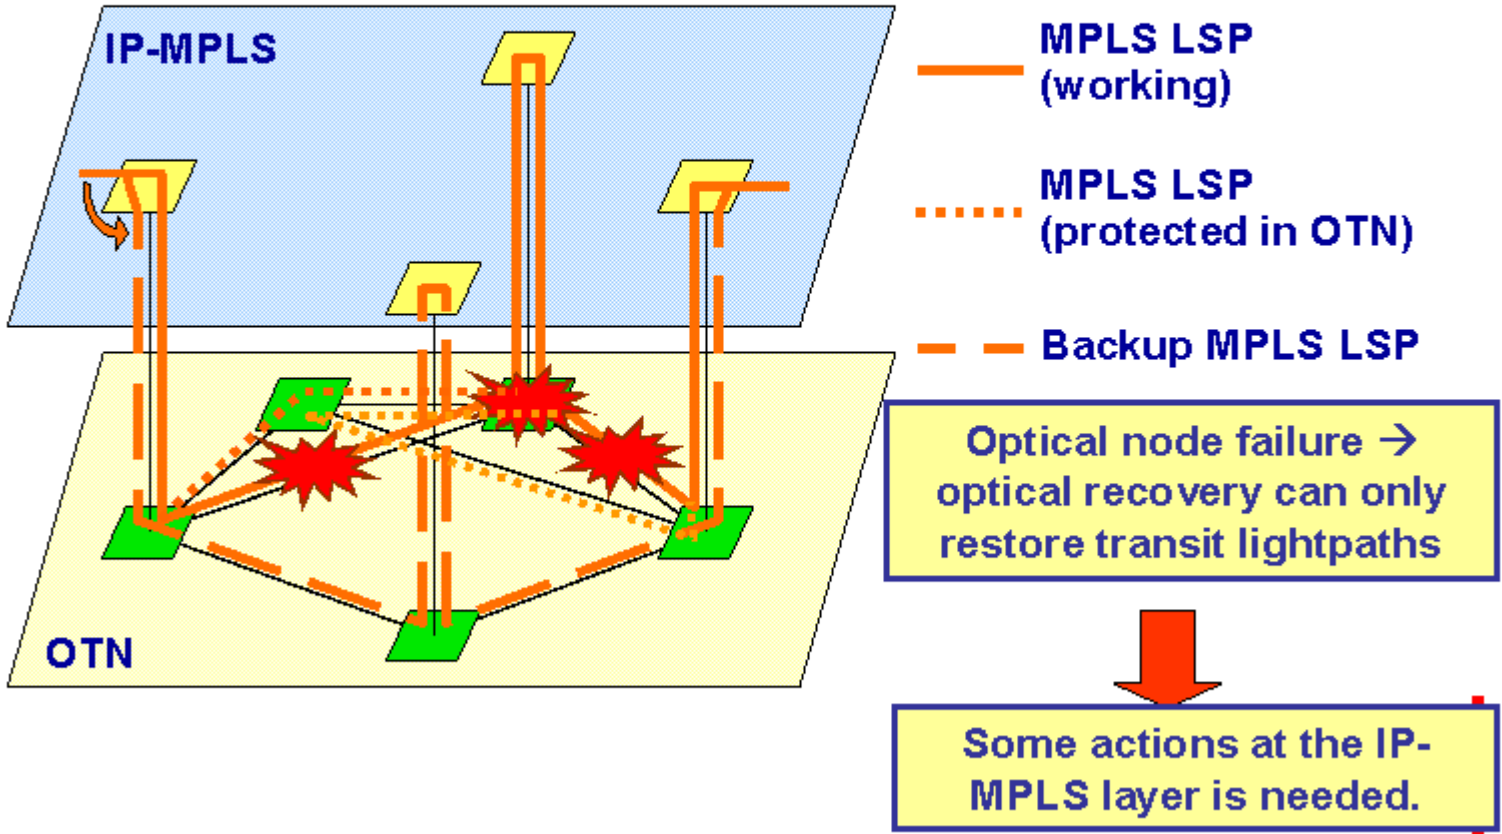 IP-MPLS
MPLS LSP
(working)
MPLS LSP
(protected in OTN)
Backup MPLS LSP
Optical node failure →
optical recovery can only
restore transit lightpaths
OTN
Some actions at the IP-
MPLS layer is needed.